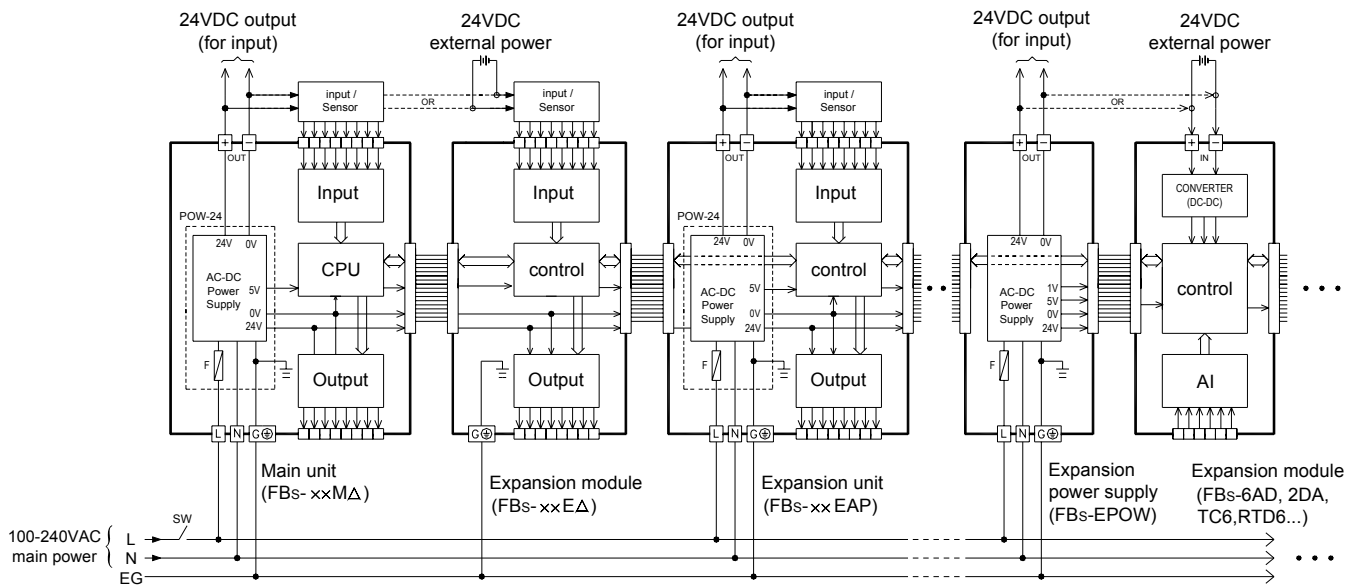 24VDC output
(for input)
24VDC
external power
24VDC output
(for input)
24VDC output
(for input)
24VDC
external power
input /
Sensor
OR
input /
Sensor
input /
Sensor
OR
+ −
OUT
+ −
OUT
+ −
OUT
+ −
IN
POW-24
24V 0V
AC-DC
Power
Supply
5V
0V
24V
F
Input
CPU
Output
L N G
Input
control
Output
G
POW-24
24V 0V
AC-DC
Power
Supply
5V
0V
24V
F
Input
control
Output
L N G
24V 0V
AC-DC
Power
Supply
1V
5V
0V
24V
F
L N G
CONVERTER
(DC-DC)
control
AI
Main unit
(FBs-××MΔ)
Expansion module
(FBs-××EΔ)
Expansion unit
(FBs-××EAP)
Expansion
power supply
(FBs-EPOW)
Expansion module
(FBs-6AD, 2DA,
TC6,RTD6...)
100-240VAC
main power
L
SW
N
EG